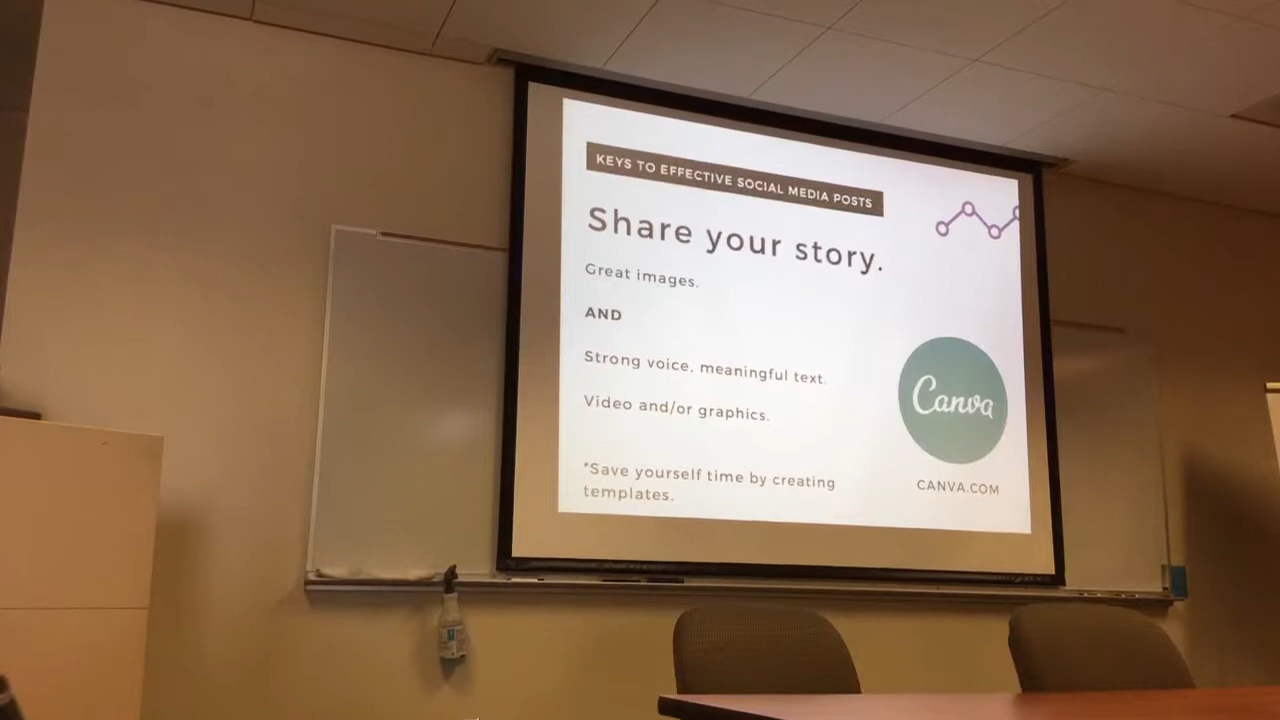 KEYS TO EFFECTIVE SOCIAL MEDIA POSTS
Share your story.
Great images.
AND
Strong voice, meaningful text.
Video and/or graphics.
*Save yourself time by creating
templates.
Canva
CANVA.COM